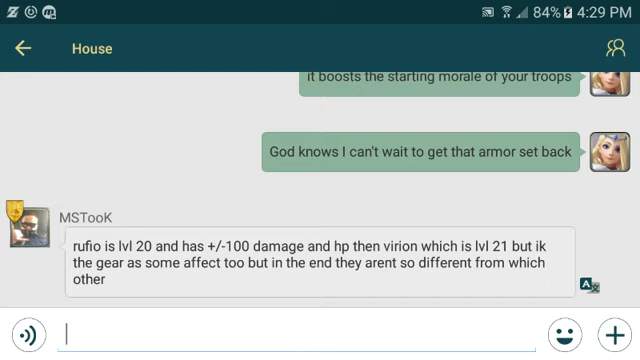 84% 4:29 PM
House
it boosts the starting morale of your troops
God knows I can't wait to get that armor set back
MSTooK
rufio is lvl 20 and has +/-100 damage and hp then virion which is lvl 21 but ik
the gear as some affect too but in the end they arent so different from which
other
A